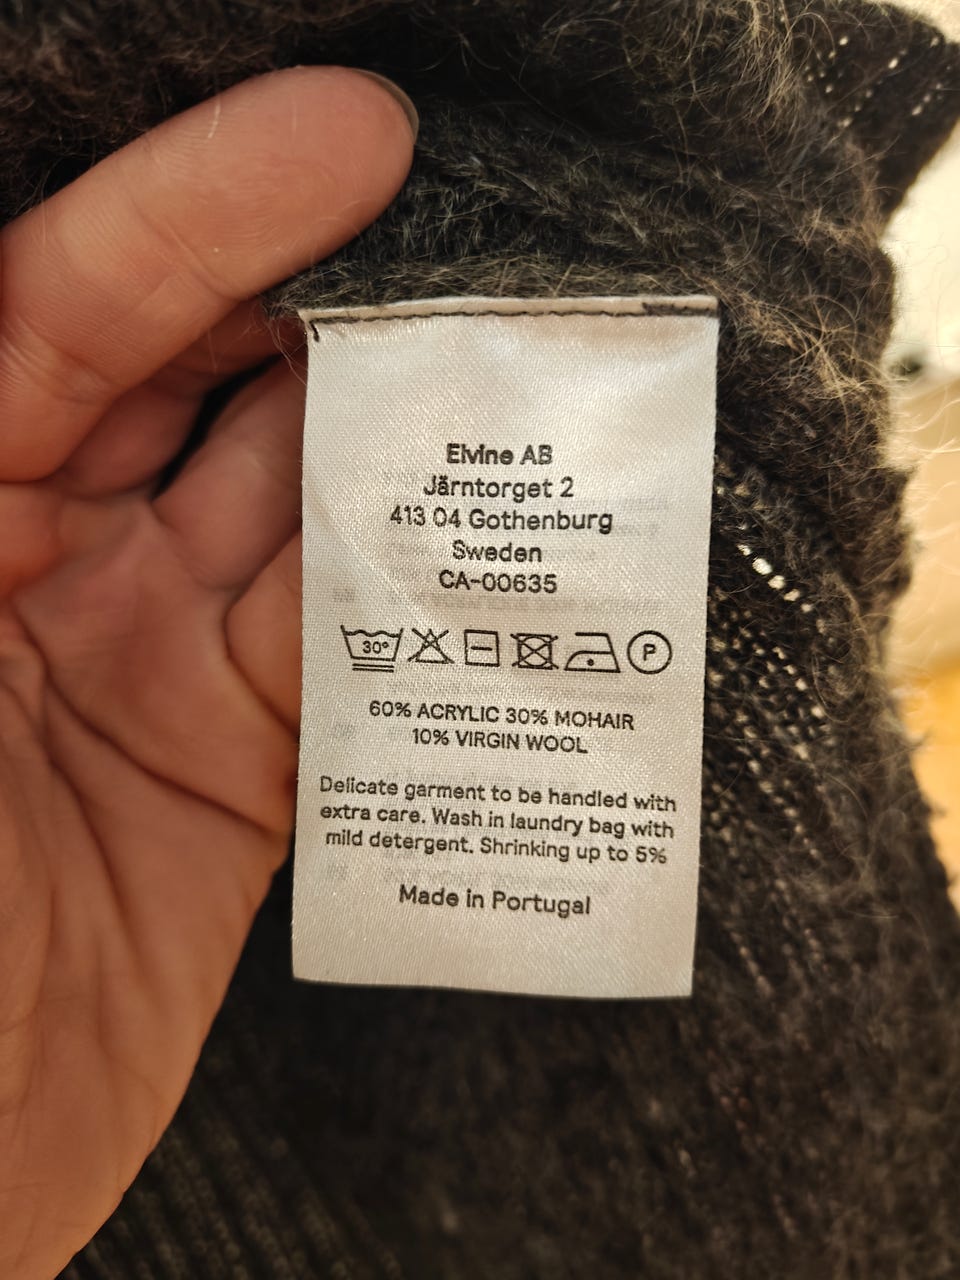 Elvine AB
Järntorget 2
413 04 Gothenburg
Sweden
CA-00635
30° P
60% ACRYLIC 30% MOHAIR
10% VIRGIN WOOL
Delicate garment to be handled with
extra care. Wash in laundry bag with
mild detergent. Shrinking up to 5%
Made in Portugal